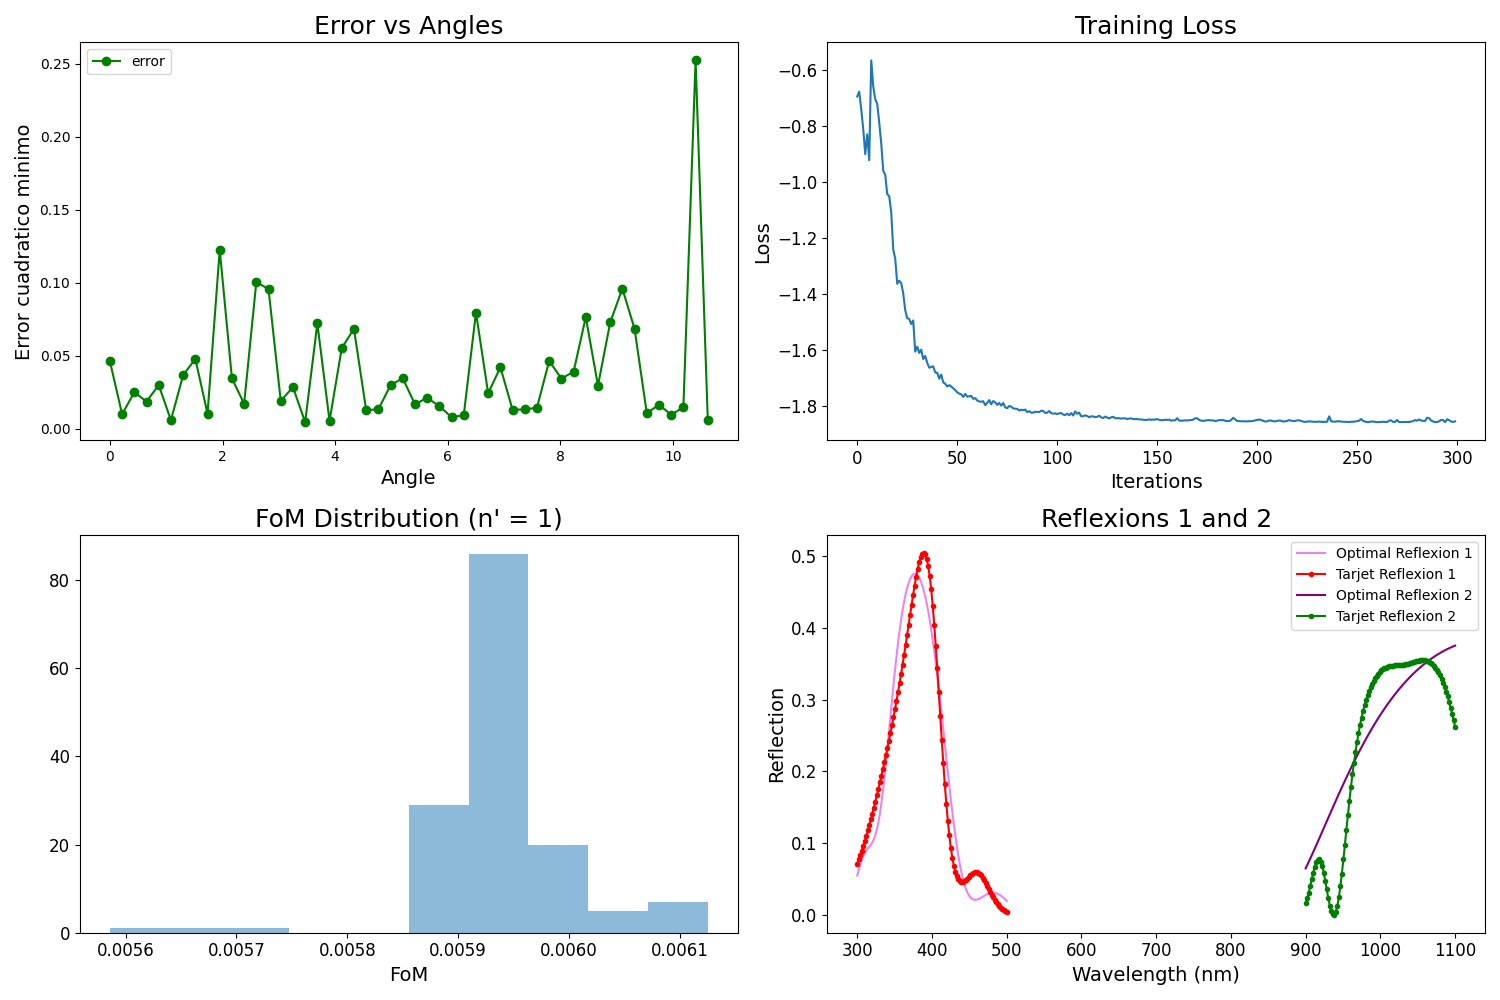 Error vs Angles
error
Error cuadratico minimo
0.25
0.20
0.15
0.10
0.05
0.00
0 2 4 6 8 10
Angle
Training Loss
Loss
−0.6
−0.8
−1.0
−1.2
−1.4
−1.6
−1.8
0 50 100 150 200 250 300
Iterations
FoM Distribution (n' = 1)
80
60
40
20
0
0.0056 0.0057 0.0058 0.0059 0.0060 0.0061
FoM
Reflexions 1 and 2
Optimal Reflexion 1
Tarjet Reflexion 1
Optimal Reflexion 2
Tarjet Reflexion 2
Reflection
0.5
0.4
0.3
0.2
0.1
0.0
300 400 500 600 700 800 900 1000 1100
Wavelength (nm)